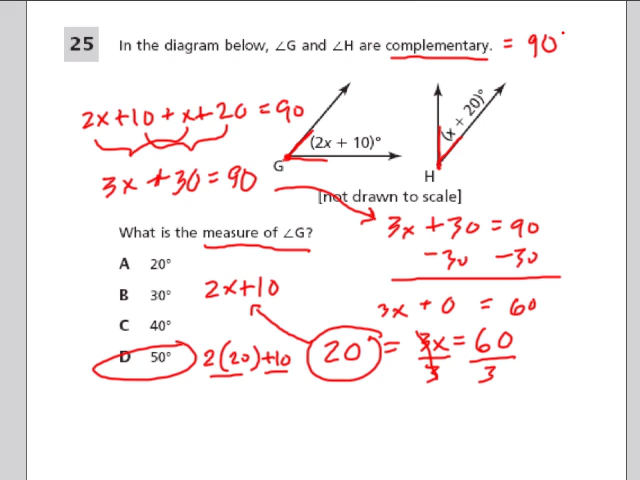 25 In the diagram below, ∠G and ∠H are complementary. = 90°
2x+10 + x+20 = 90
(2x + 10)°
(x + 20)°
G
H
3x + 30 = 90
[not drawn to scale]
3x + 30 = 90
-30 -30
What is the measure of ∠G?
A 20°
B 30°
C 40°
D 50°
2x+10
2(20)+10
3x + 0 = 60
20 = 3x = 60
3 3